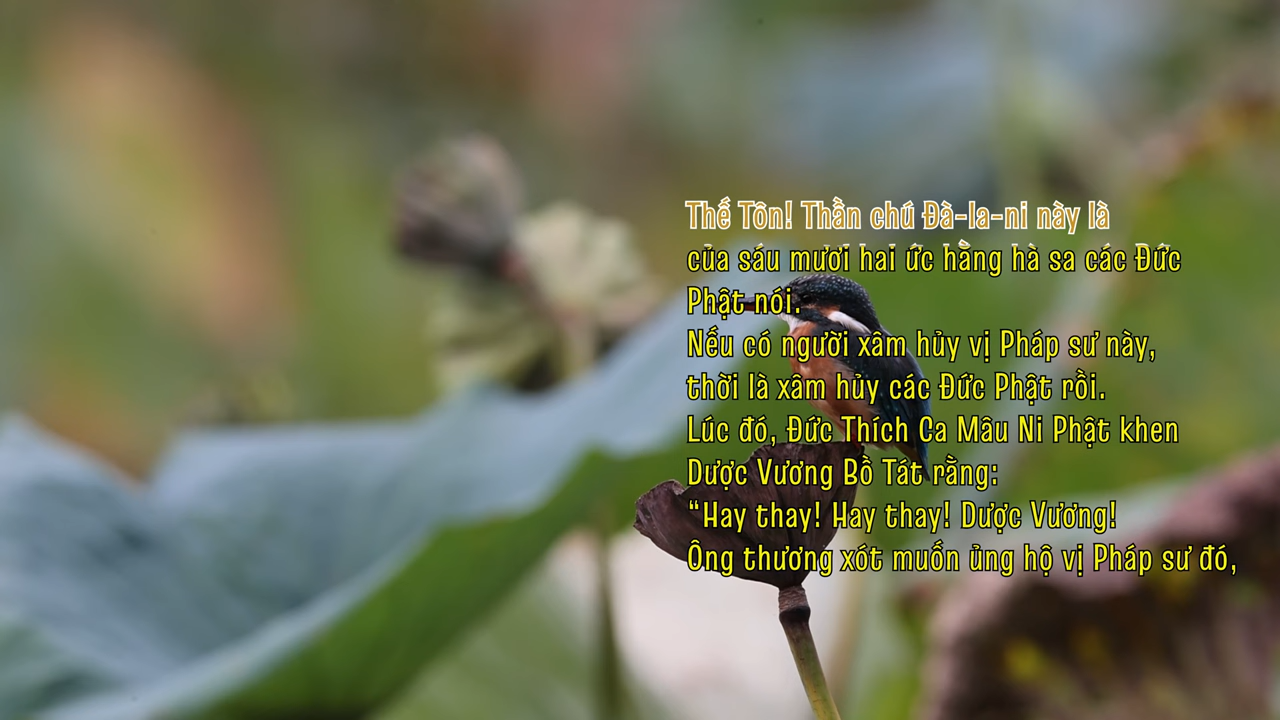 Thế Tôn! Thần chú Đà-la-ni này là
của sáu mươi hai ức hằng hà sa các Đức
Phật nói.
Nếu có người xâm hủy vị Pháp sư này,
thời là xâm hủy các Đức Phật rồi.
Lúc đó, Đức Thích Ca Mâu Ni Phật khen
Dược Vương Bồ Tát rằng:
“Hay thay! Hay thay! Dược Vương!
Ông thương xót muốn ủng hộ vị Pháp sư đó,